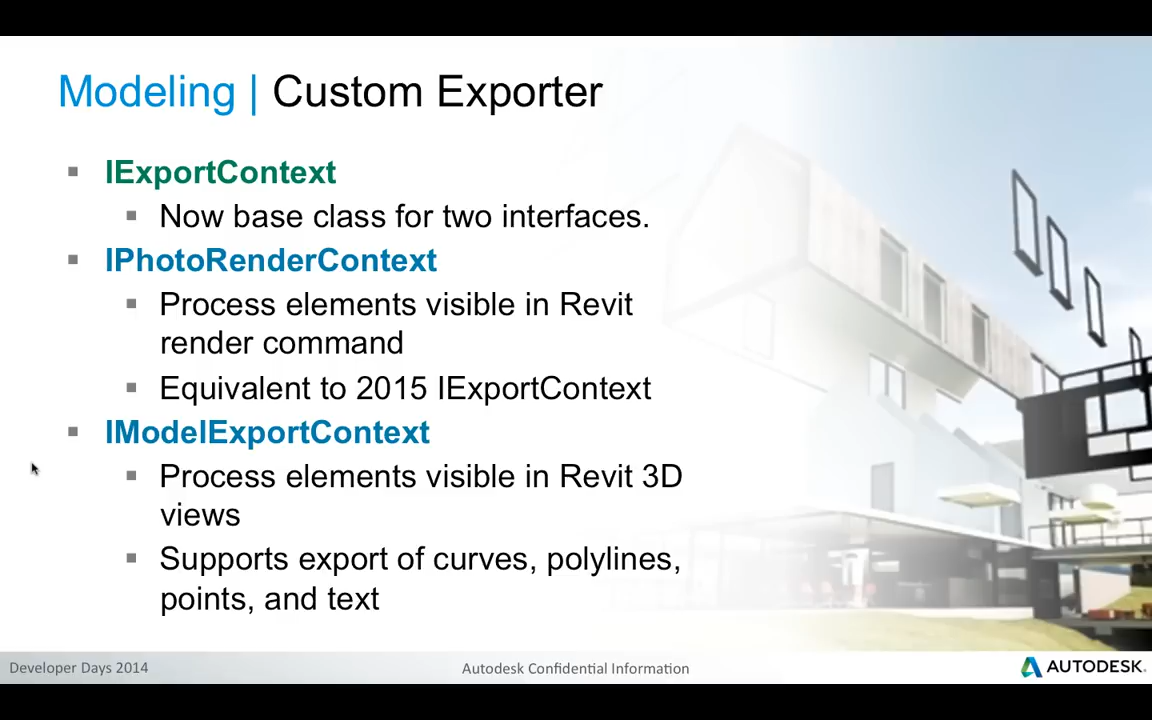 Modeling | Custom Exporter
▪ IExportContext
▪ Now base class for two interfaces.
▪ IPhotoRenderContext
▪ Process elements visible in Revit
render command
▪ Equivalent to 2015 IExportContext
▪ IModelExportContext
▪ Process elements visible in Revit 3D
views
▪ Supports export of curves, polylines,
points, and text
Developer Days 2014
Autodesk Confidential Information
AUTODESK.